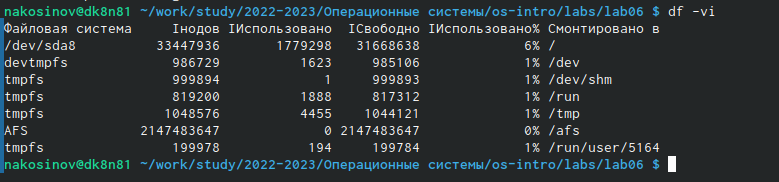 nakosinov@dk8n81 ~/work/study/2022-2023/Операционные системы/os-intro/labs/lab06 $ df -vi
Файловая система Iнодов IИспользовано IСвободно IИспользовано% Смонтировано в
/dev/sda8 33447936 1779298 31668638 6% /
devtmpfs 986729 1623 985106 1% /dev
tmpfs 999894 1 999893 1% /dev/shm
tmpfs 819200 1888 817312 1% /run
tmpfs 1048576 4455 1044121 1% /tmp
AFS 2147483647 0 2147483647 0% /afs
tmpfs 199978 194 199784 1% /run/user/5164
nakosinov@dk8n81 ~/work/study/2022-2023/Операционные системы/os-intro/labs/lab06 $